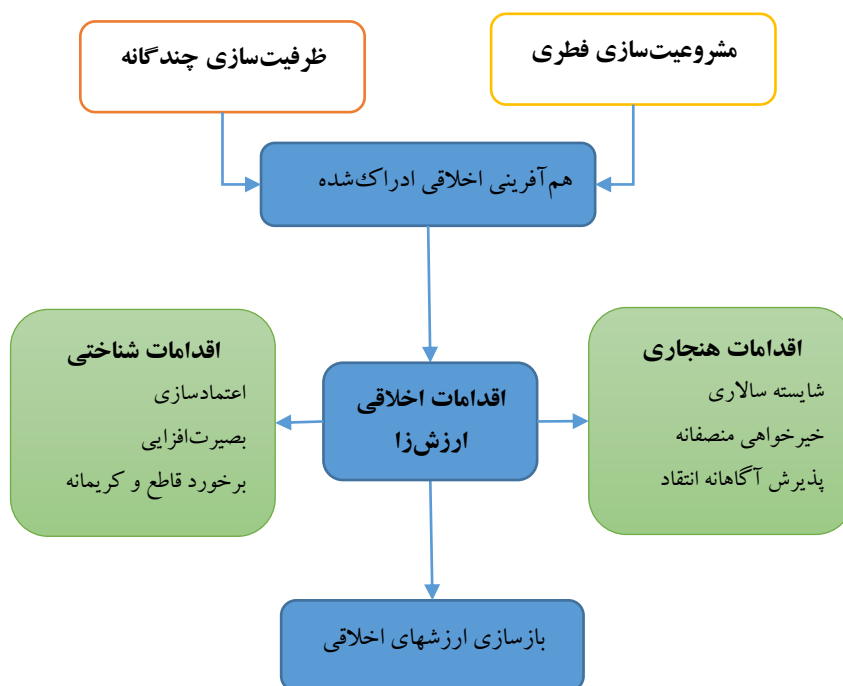 مشروعیت‌سازی فطری
ظرفیت‌سازی چندگانه
هم‌آفرینی اخلاقی ادراک‌شده
اقدامات هنجاری
شایسته سالاری
خیرخواهی منصفانه
پذیرش آگاهانه انتقاد
اقدامات اخلاقی
ارزش‌زا
اقدامات شناختی
اعتمادسازی
بصیرت‌افزایی
برخورد قاطع و کریمانه
بازسازی ارزشهای اخلاقی